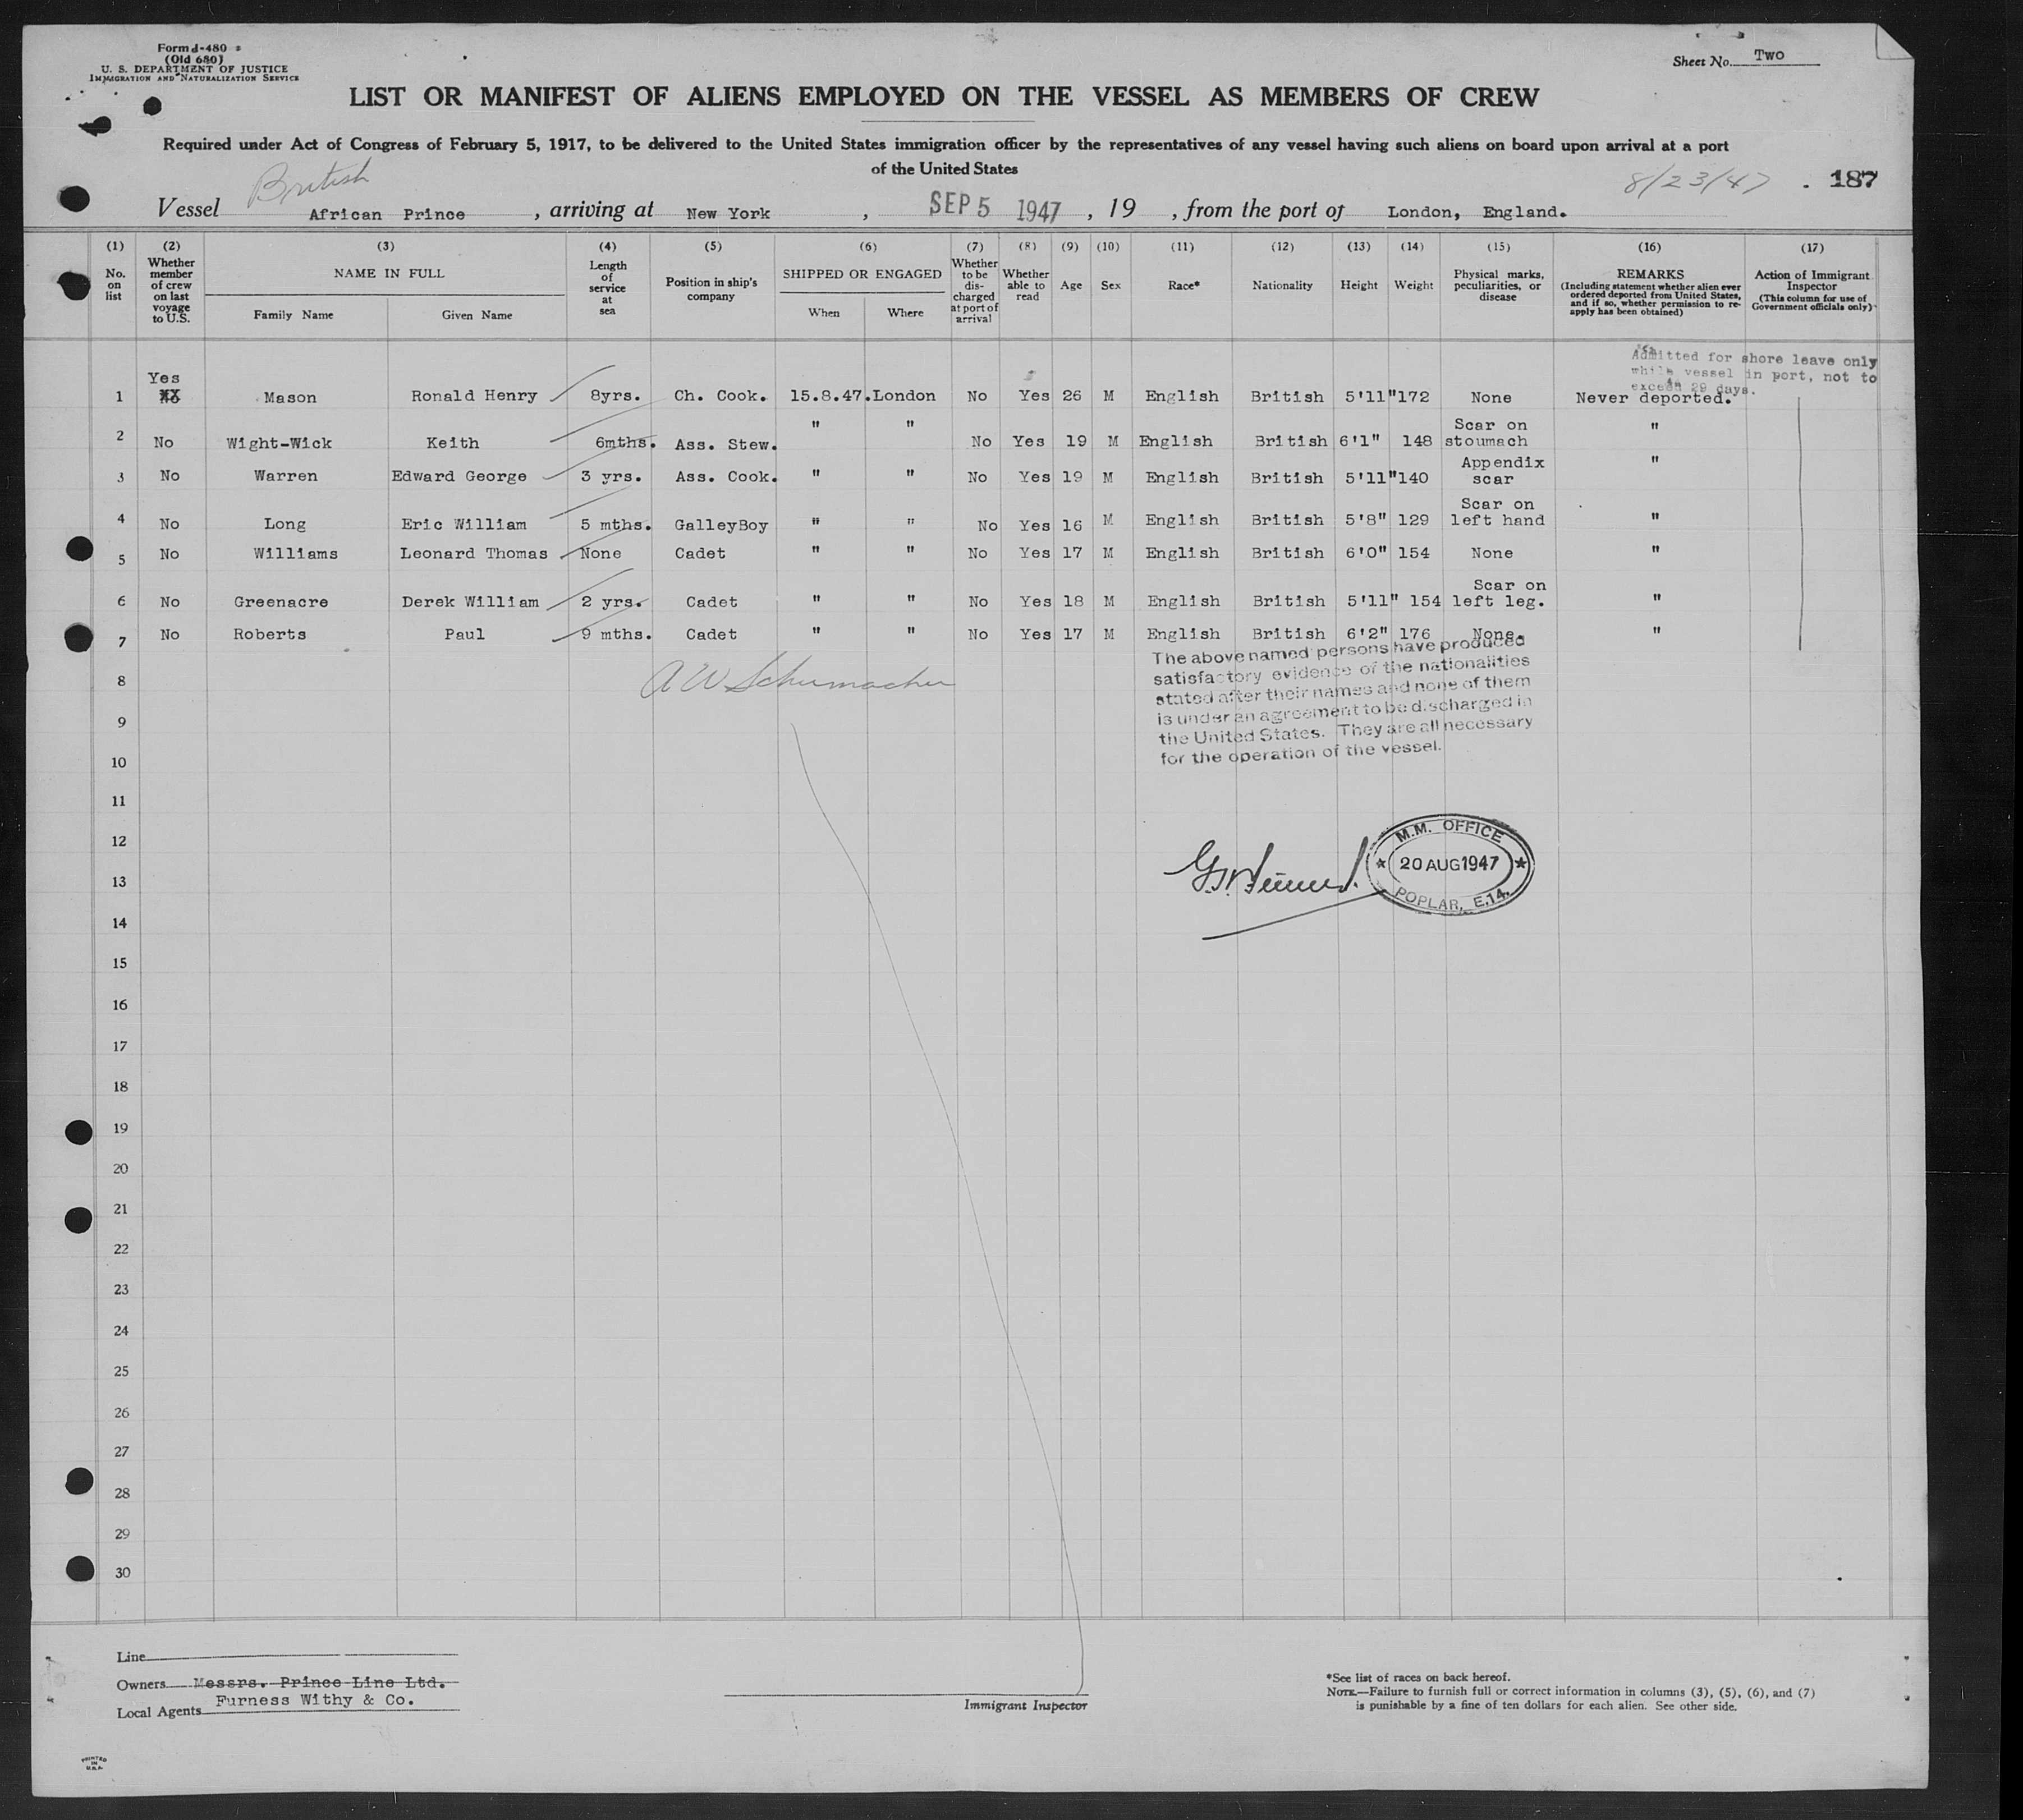 Form I-480
(Old 680)
U. S. DEPARTMENT OF JUSTICE
IMMIGRATION AND NATURALIZATION SERVICE
Sheet No. Two
LIST OR MANIFEST OF ALIENS EMPLOYED ON THE VESSEL AS MEMBERS OF CREW
Required under Act of Congress of February 5, 1917, to be delivered to the United States immigration officer by the representatives of any vessel having such aliens on board upon arrival at a port
of the United States
British
8/23/47 187
Vessel African Prince, arriving at New York, SEP 5 1947, 19 , from the port of London, England.
(1) (2) (3) (4) (5) (6) (7) (8) (9) (10) (11) (12) (13) (14) (15) (16) (17)
No. on list
Whether member of crew on last voyage to U.S.
NAME IN FULL
Family Name Given Name
Length of service at sea
Position in ship's company
SHIPPED OR ENGAGED
When Where
Whether to be discharged at port of arrival
Whether able to read
Age
Sex
Race*
Nationality
Height
Weight
Physical marks, peculiarities, or disease
REMARKS
(Including statement whether alien ever ordered deported from United States, and if so, whether permission to re-apply has been obtained)
Action of Immigrant Inspector
(This column for use of Government officials only)
Admitted for shore leave only
while vessel in port, not to
exceed 29 days.
Yes
1 No Mason Ronald Henry 8yrs. Ch. Cook. 15.8.47. London No Yes 26 M English British 5'11" 172 None Never deported.
2 No Wight-Wick Keith 6mths. Ass. Stew. " " No Yes 19 M English British 6'1" 148 Scar on stoumach "
3 No Warren Edward George 3 yrs. Ass. Cook. " " No Yes 19 M English British 5'11" 140 Appendix scar "
4 No Long Eric William 5 mths. GalleyBoy " " No Yes 16 M English British 5'8" 129 Scar on left hand "
5 No Williams Leonard Thomas None Cadet " " No Yes 17 M English British 6'0" 154 None "
6 No Greenacre Derek William 2 yrs. Cadet " " No Yes 18 M English British 5'11" 154 Scar on left leg. "
7 No Roberts Paul 9 mths. Cadet " " No Yes 17 M English British 6'2" 176 None. "
The above named persons have produced
satisfactory evidence of the nationalities
stated after their names and none of them
is under an agreement to be discharged in
the United States. They are all necessary
for the operation of the vessel.
A W Schumacher
8
9
10
11
12
13
14
M.M. OFFICE
20 AUG 1947
POPLAR, E.14.
15
16
17
18
19
20
21
22
23
24
25
26
27
28
29
30
Line
Owners Messrs. Prince Line Ltd.
Local Agents Furness Withy & Co.
Immigrant Inspector
*See list of races on back hereof.
NOTE.—Failure to furnish full or correct information in columns (3), (5), (6), and (7)
is punishable by a fine of ten dollars for each alien. See other side.
PRINTED
IN
U.S.A.